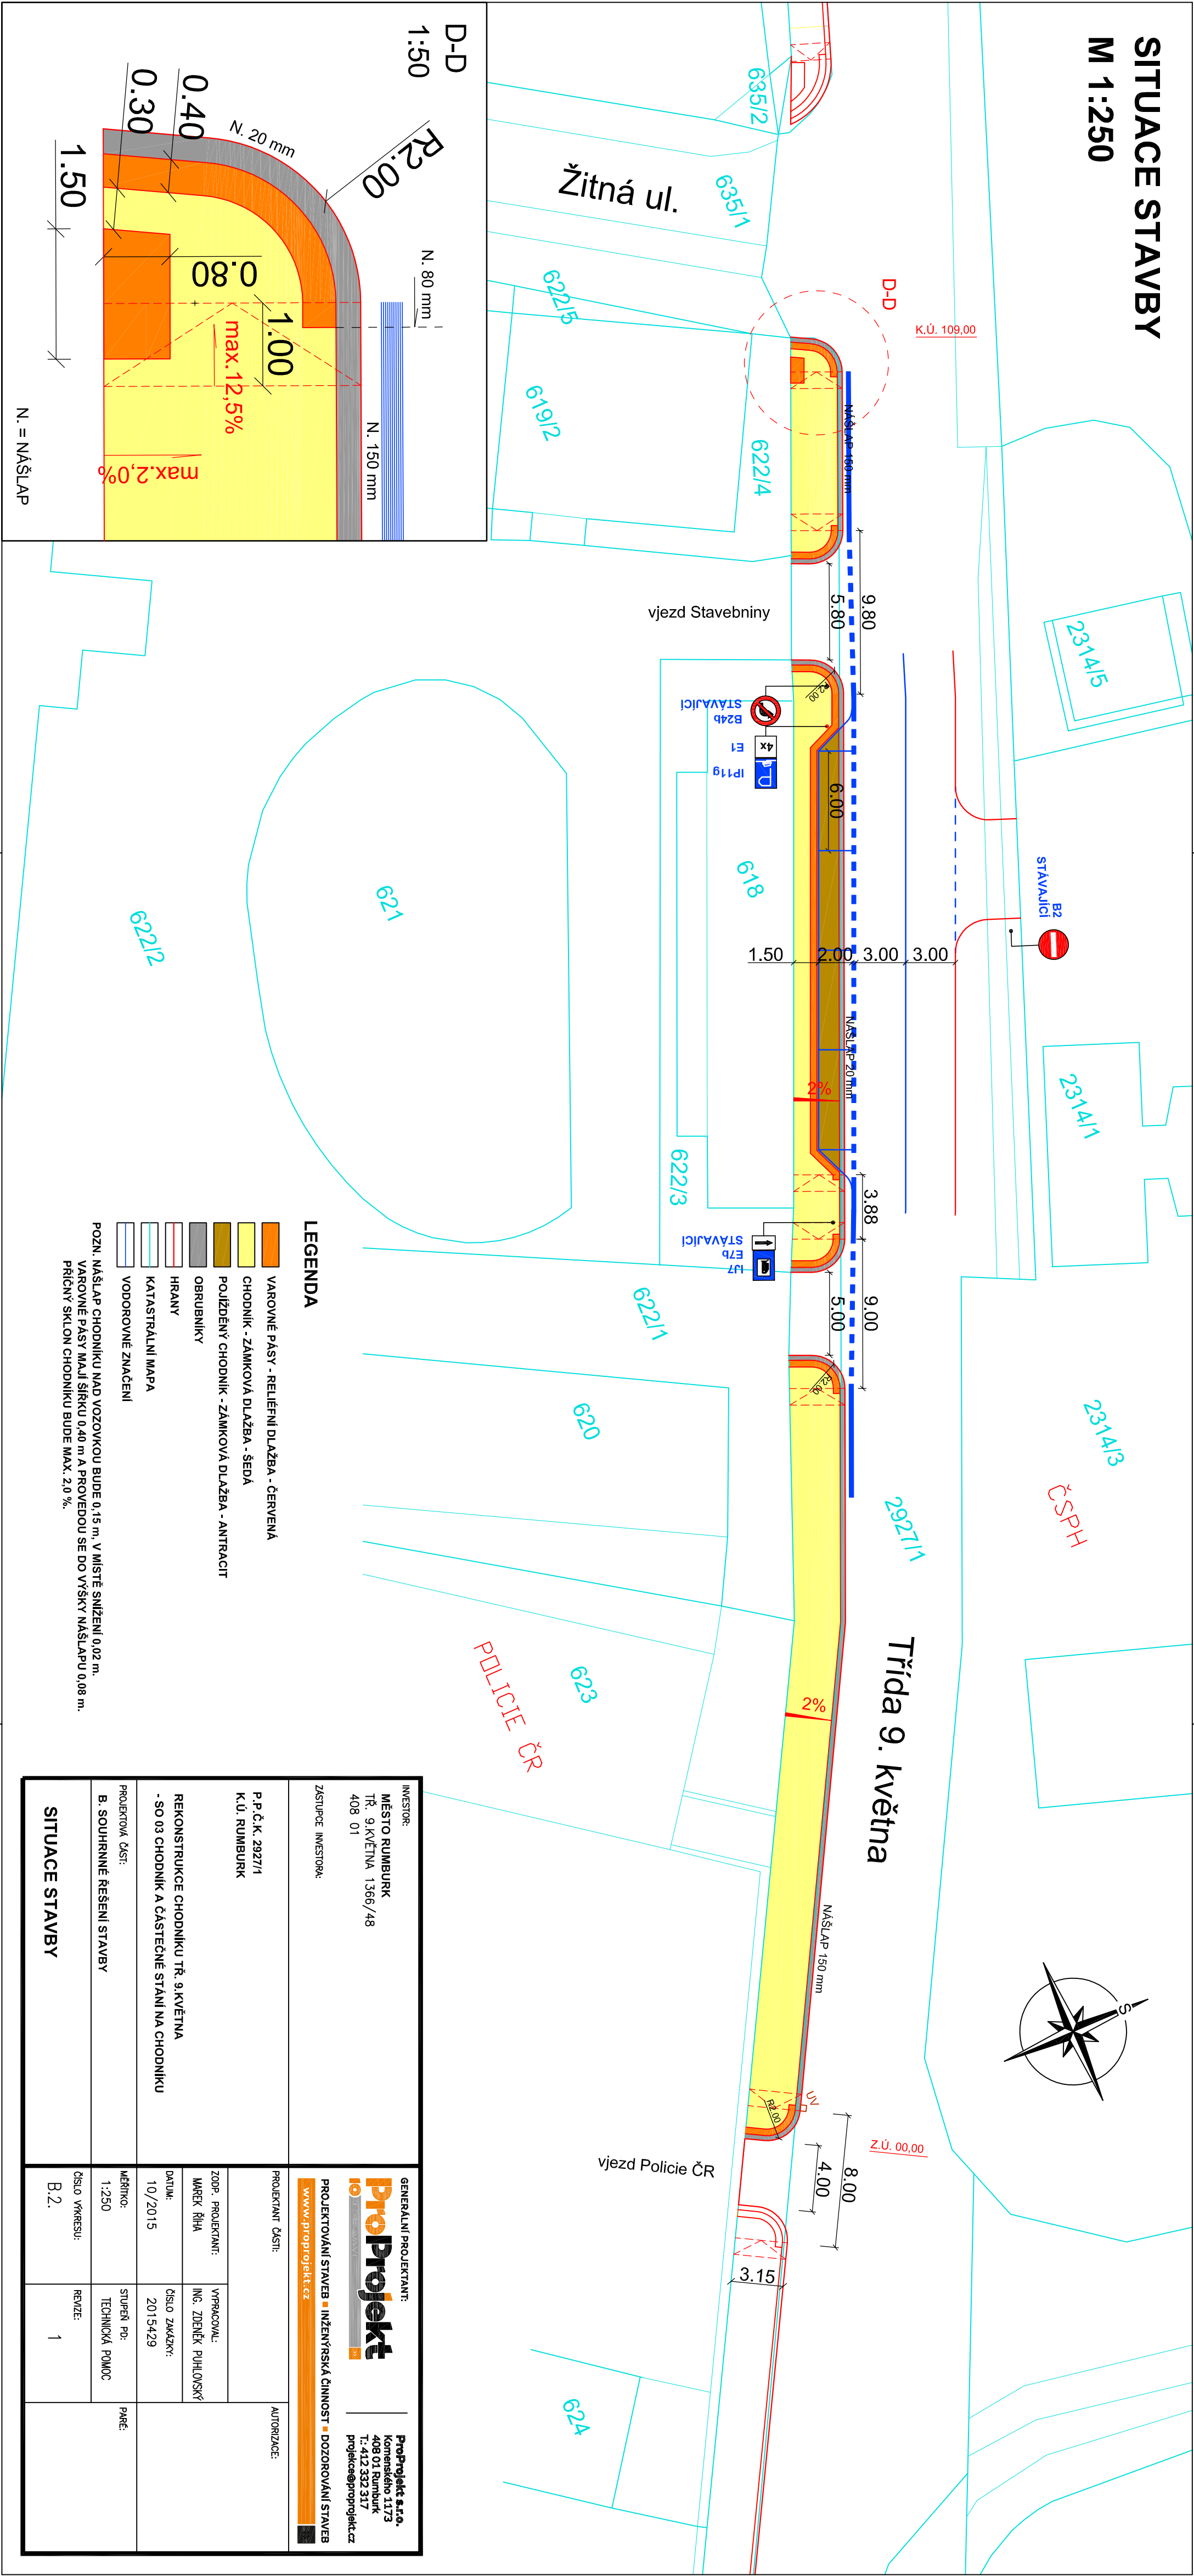 SITUACE STAVBY
M 1:250
D-D
1:50
R2.00
N. 20 mm
0.40
0.30
1.50
0.80
1.00
N. 80 mm
N. 150 mm
max.12,5%
max.2,0%
N. = NÁŠLAP
635/2
635/1
Žitná ul.
622/5
619/2
622/4
D-D
K.Ú. 109,00
NÁŠLAP 150 mm
9.80
5.80
vjezd Stavebniny
2314/5
R2.00
B24b
STÁVAJÍCÍ
4x
E1
IP11g
6.00
618
621
622/2
B2
STÁVAJÍCÍ
1.50
2.00
3.00
3.00
NÁŠLAP 20 mm
2%
2314/1
622/3
3.88
IJ7
E7b
STÁVAJÍCÍ
9.00
5.00
622/1
R2.00
620
2314/3
ČSPH
2927/1
Třída 9. května
623
POLICIE ČR
2%
NÁŠLAP 150 mm
S
UV
R2.00
Z.Ú. 00,00
8.00
4.00
vjezd Policie ČR
3.15
624
LEGENDA
VAROVNÉ PÁSY - RELIÉFNÍ DLAŽBA - ČERVENÁ
CHODNÍK - ZÁMKOVÁ DLAŽBA - ŠEDÁ
POJÍŽDĚNÝ CHODNÍK - ZÁMKOVÁ DLAŽBA - ANTRACIT
OBRUBNÍKY
HRANY
KATASTRÁLNÍ MAPA
VODOROVNÉ ZNAČENÍ
POZN. NÁŠLAP CHODNÍKU NAD VOZOVKOU BUDE 0,15 m, V MÍSTĚ SNÍŽENÍ 0,02 m.
VAROVNÉ PÁSY MAJÍ ŠÍŘKU 0,40 m A PROVEDOU SE DO VÝŠKY NÁŠLAPU 0,08 m.
PŘÍČNÝ SKLON CHODNÍKU BUDE MAX. 2,0 %.
INVESTOR:
MĚSTO RUMBURK
TŘ. 9.KVĚTNA 1366/48
408 01
ZÁSTUPCE INVESTORA:
P.P.Č.K. 2927/1
K.Ú. RUMBURK
REKONSTRUKCE CHODNÍKU TŘ. 9.KVĚTNA
- SO 03 CHODNÍK A ČÁSTEČNÉ STÁNÍ NA CHODNÍKU
PROJEKTOVÁ ČÁST:
B. SOUHRNNÉ ŘEŠENÍ STAVBY
SITUACE STAVBY
GENERÁLNÍ PROJEKTANT:
ProProjekt
ProProjekt s.r.o.
Komenského 1173
408 01 Rumburk
T.: 412 332 317
projekce@proprojekt.cz
PROJEKTOVÁNÍ STAVEB ■ INŽENÝRSKÁ ČINNOST ■ DOZOROVÁNÍ STAVEB
www.proprojekt.cz
PROJEKTANT ČÁSTI:
AUTORIZACE:
ZODP. PROJEKTANT:
MAREK ŘÍHA
VYPRACOVAL:
ING. ZDENĚK PUHLOVSKÝ
DATUM:
10/2015
ČÍSLO ZAKÁZKY:
2015429
MĚŘÍTKO:
1:250
STUPEŇ PD:
TECHNICKÁ POMOC
PARÉ:
ČÍSLO VÝKRESU:
B.2.
REVIZE:
1